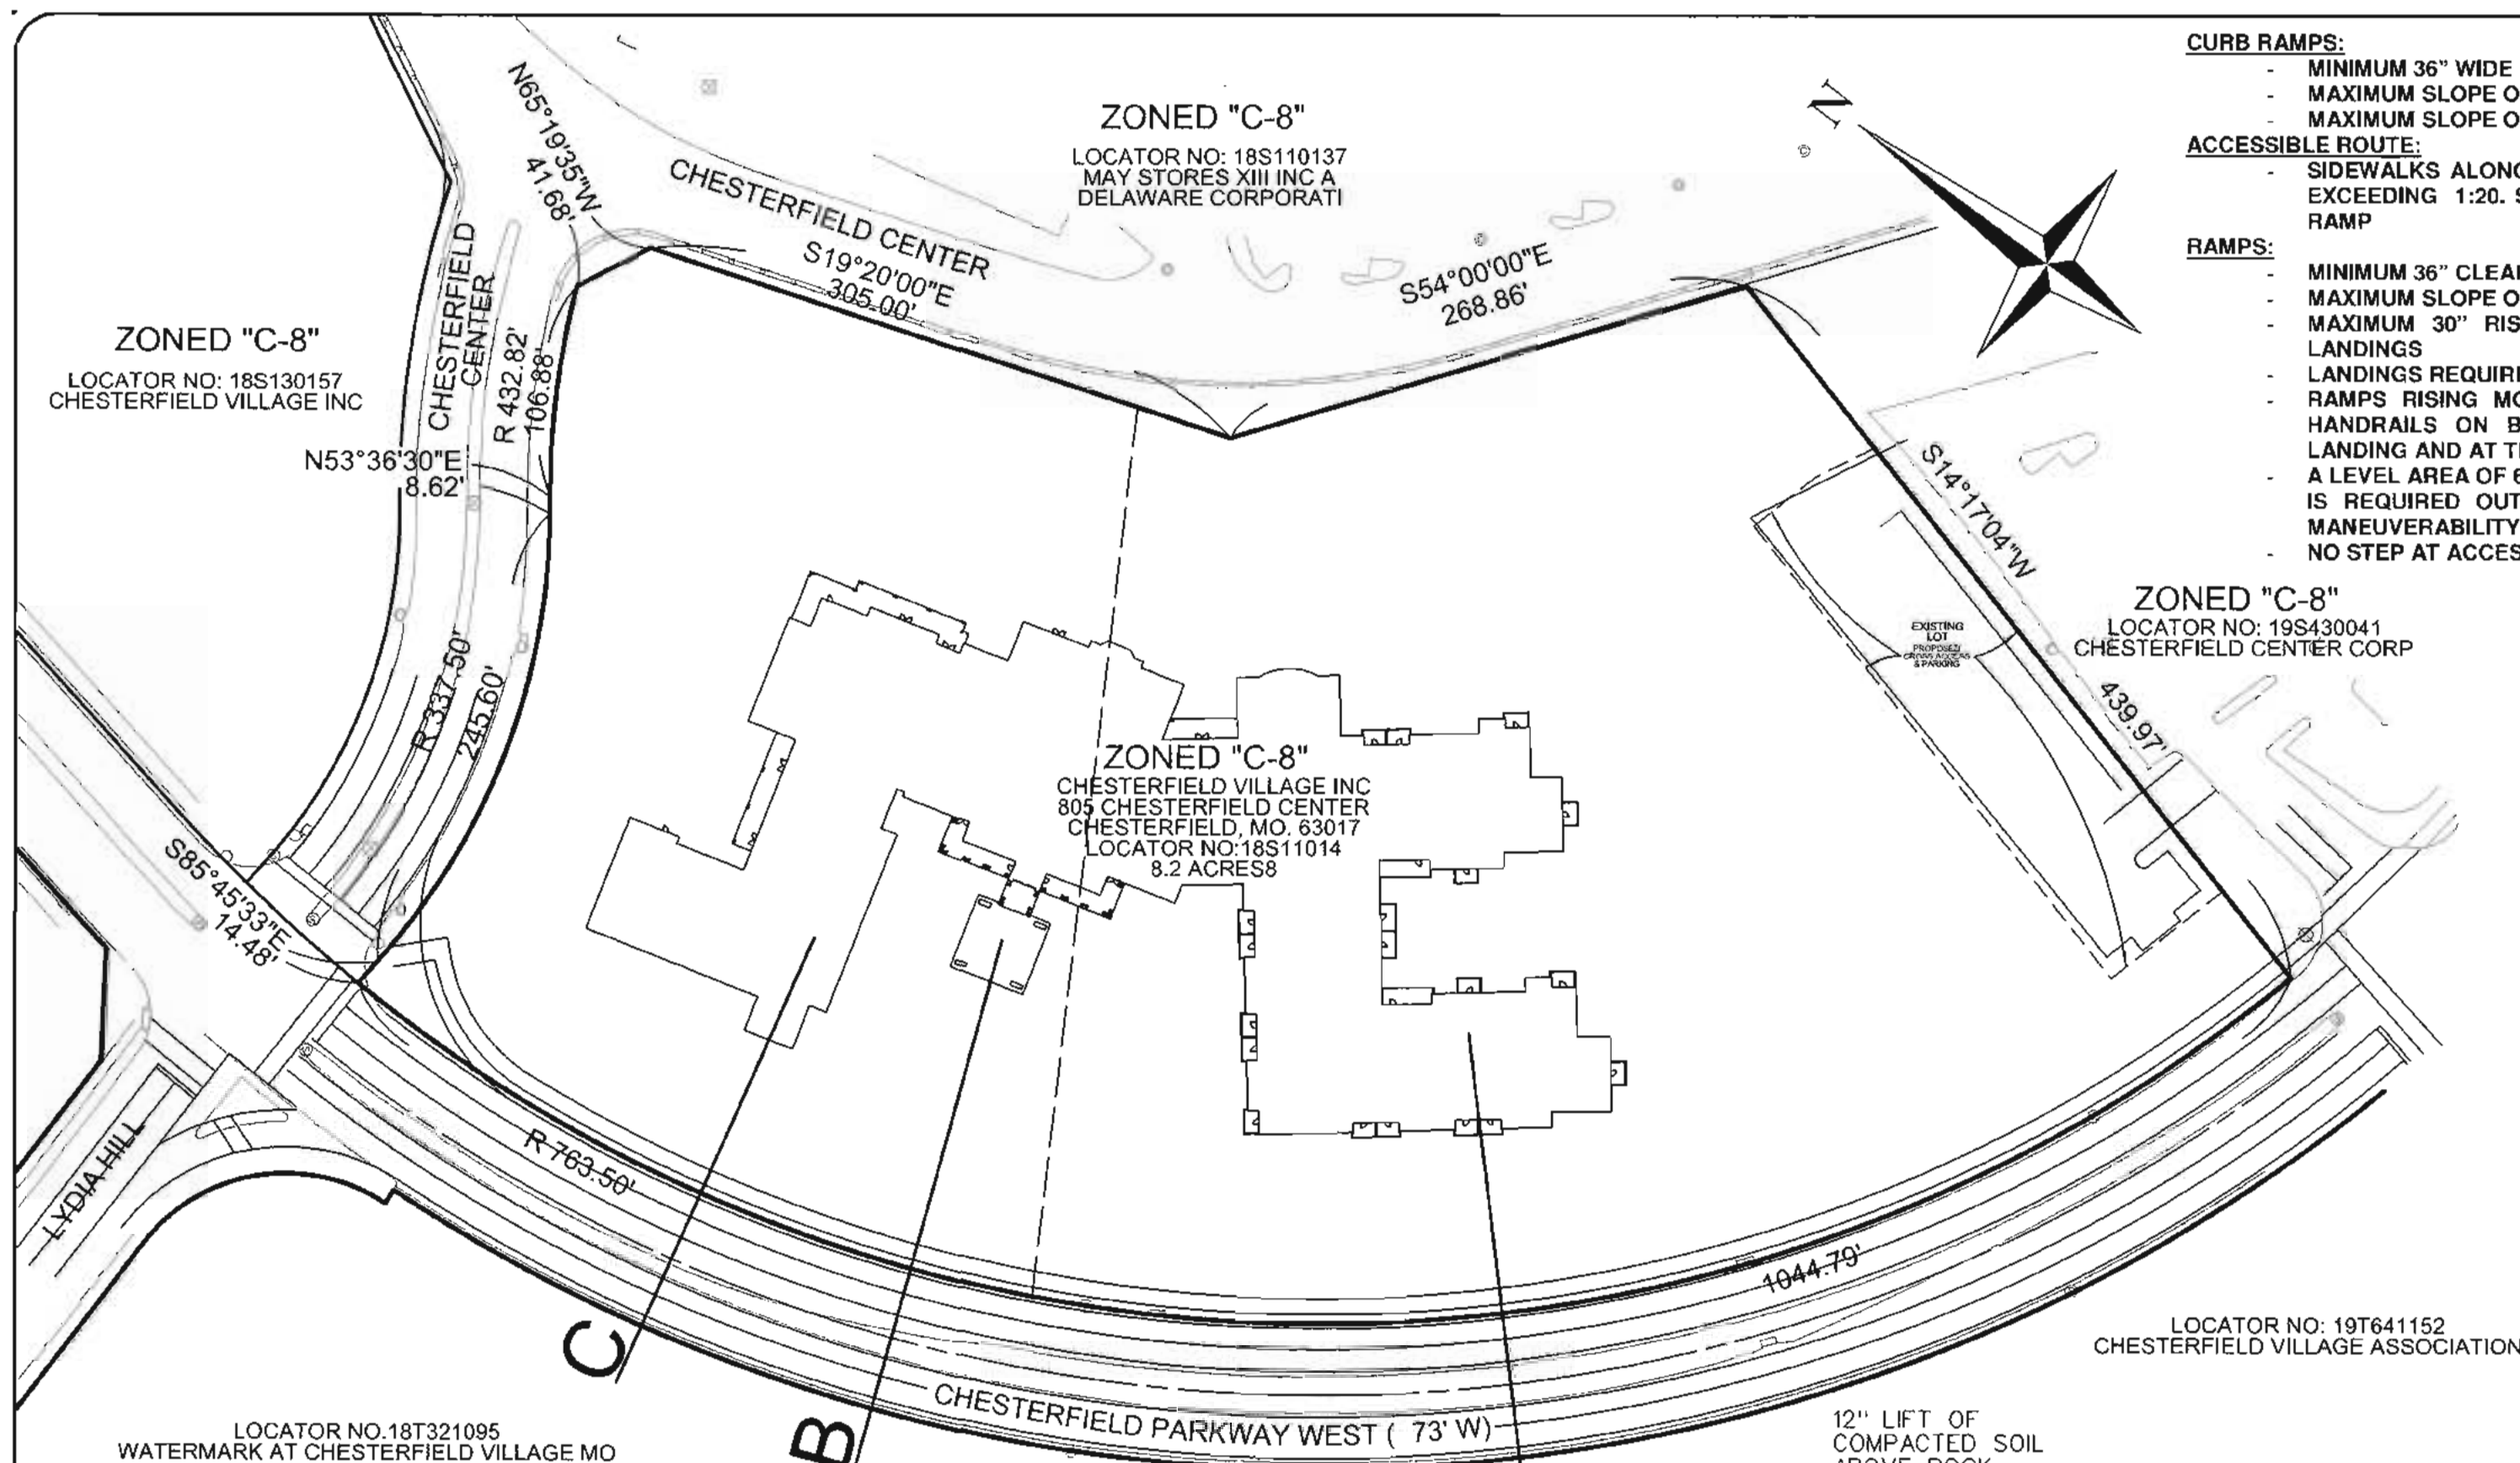 CURB RAMPS:
- MINIMUM 36" WIDE
- MAXIMUM SLOPE O
- MAXIMUM SLOPE O
ACCESSIBLE ROUTE:
- SIDEWALKS ALONG
EXCEEDING 1:20. S
RAMP
RAMPS:
- MINIMUM 36" CLEA
- MAXIMUM SLOPE O
- MAXIMUM 30" RIS
LANDINGS
- LANDINGS REQUIR
- RAMPS RISING MO
HANDRAILS ON B
LANDING AND AT T
- A LEVEL AREA OF 6
IS REQUIRED OUT
MANEUVERABILITY
- NO STEP AT ACCES
N
ZONED "C-8"
LOCATOR NO: 18S110137
MAY STORES XIII INC A
DELAWARE CORPORATI
N65°19'35"W
41.68'
CHESTERFIELD CENTER
S19°20'00"E
305.00'
S54°00'00"E
268.86'
ZONED "C-8"
LOCATOR NO: 18S130157
CHESTERFIELD VILLAGE INC
CHESTERFIELD
CENTER
R 432.82'
106.88'
N53°36'30"E
8.62'
S14°17'04"W
439.97'
EXISTING
LOT
PROPOSED
CROSS ACCESS
& PARKING
ZONED "C-8"
LOCATOR NO: 19S430041
CHESTERFIELD CENTER CORP
R 337.50'
245.60'
ZONED "C-8"
CHESTERFIELD VILLAGE INC
805 CHESTERFIELD CENTER
CHESTERFIELD, MO. 63017
LOCATOR NO:18S11014
8.2 ACRES8
S85°45'33"E
14.48'
LYDIA HILL
R 763.50'
1044.79'
C
B
CHESTERFIELD PARKWAY WEST ( 73' W)
LOCATOR NO: 19T641152
CHESTERFIELD VILLAGE ASSOCIATION
LOCATOR NO.18T321095
WATERMARK AT CHESTERFIELD VILLAGE MO
12" LIFT OF
COMPACTED SOIL
ABOVE ROCK